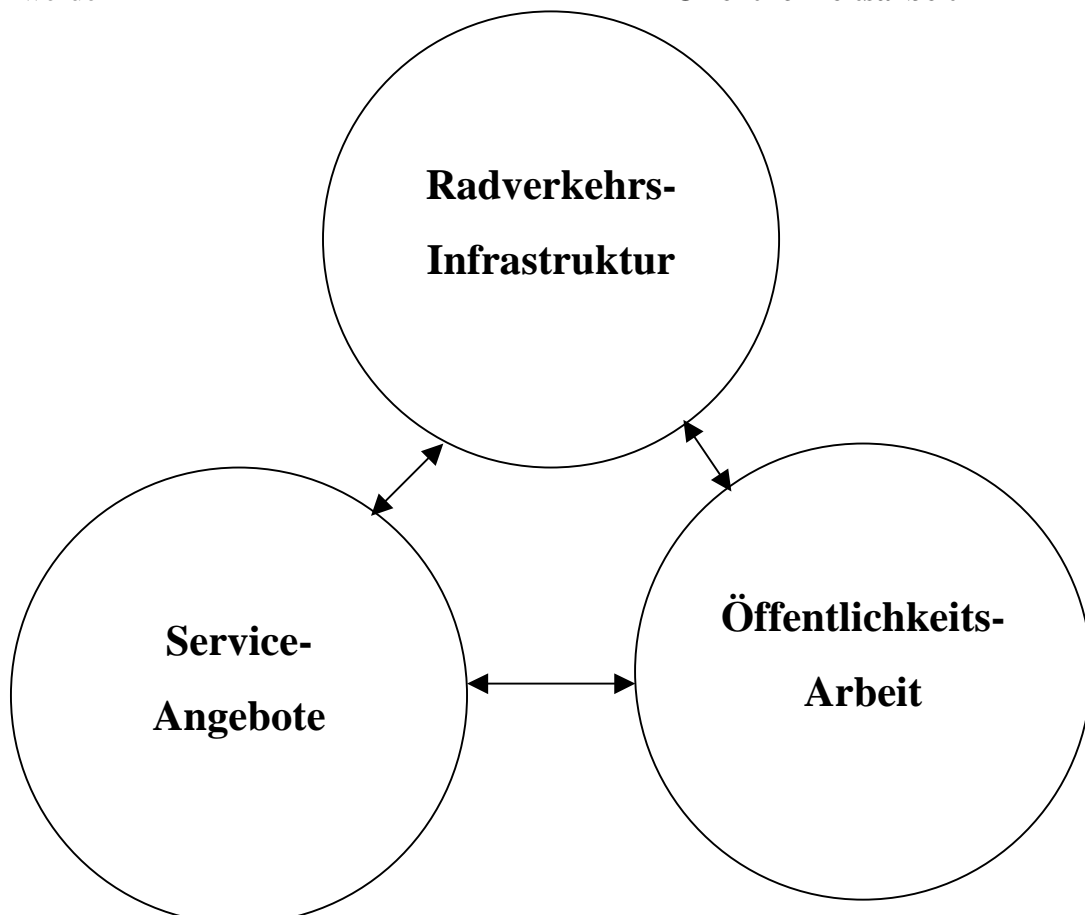 Radverkehrs-
Infrastruktur
Öffentlichkeits-
Arbeit
Service-
Angebote